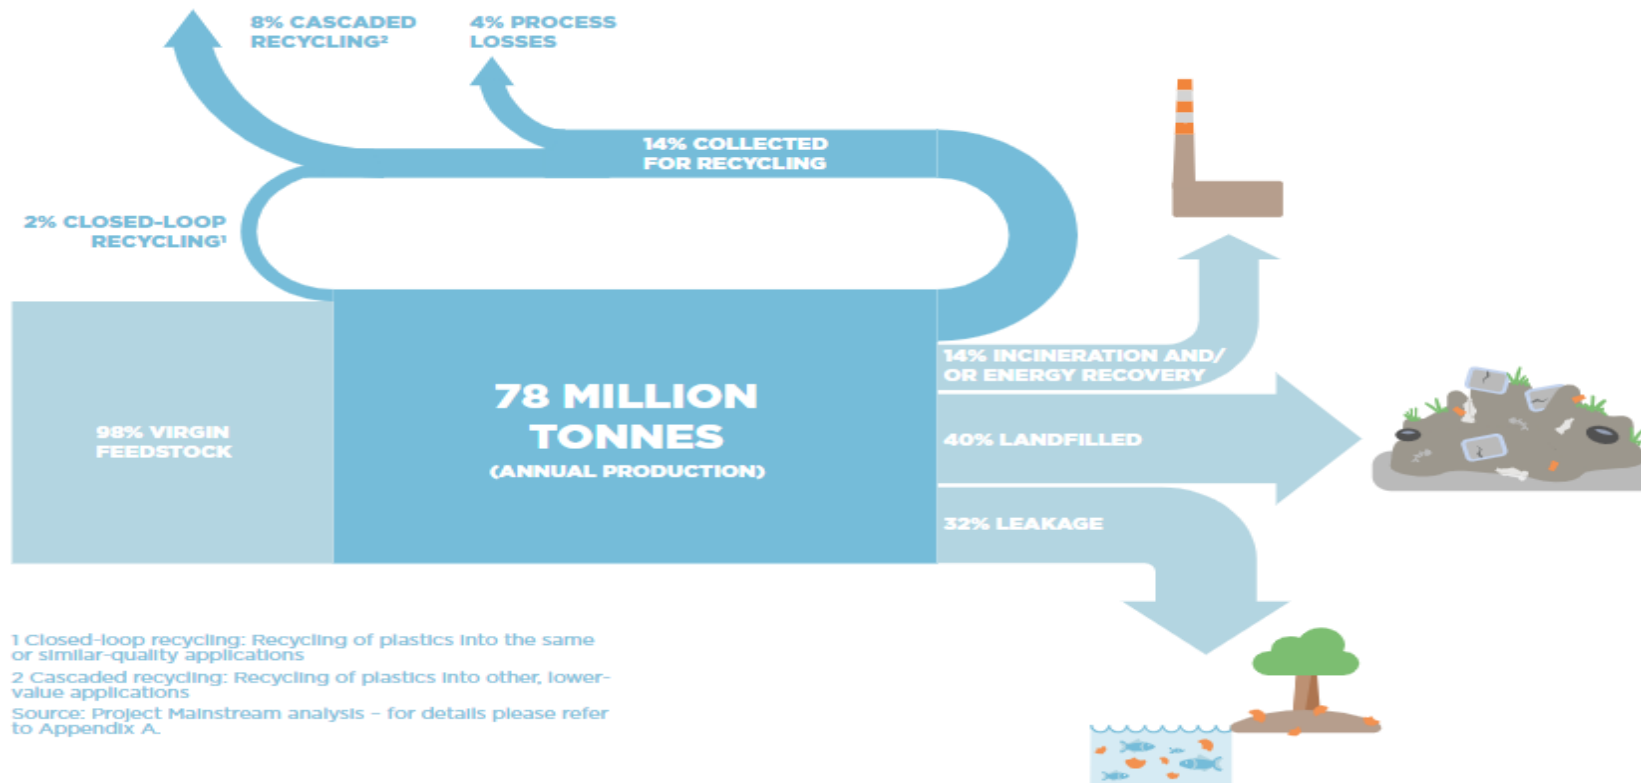 8% CASCADED
RECYCLING²
4% PROCESS
LOSSES
14% COLLECTED
FOR RECYCLING
2% CLOSED-LOOP
RECYCLING¹
98% VIRGIN
FEEDSTOCK
78 MILLION
TONNES
(ANNUAL PRODUCTION)
14% INCINERATION AND/
OR ENERGY RECOVERY
40% LANDFILLED
32% LEAKAGE
1 Closed-loop recycling: Recycling of plastics into the same
or similar-quality applications
2 Cascaded recycling: Recycling of plastics into other, lower-
value applications
Source: Project Mainstream analysis – for details please refer
to Appendix A.